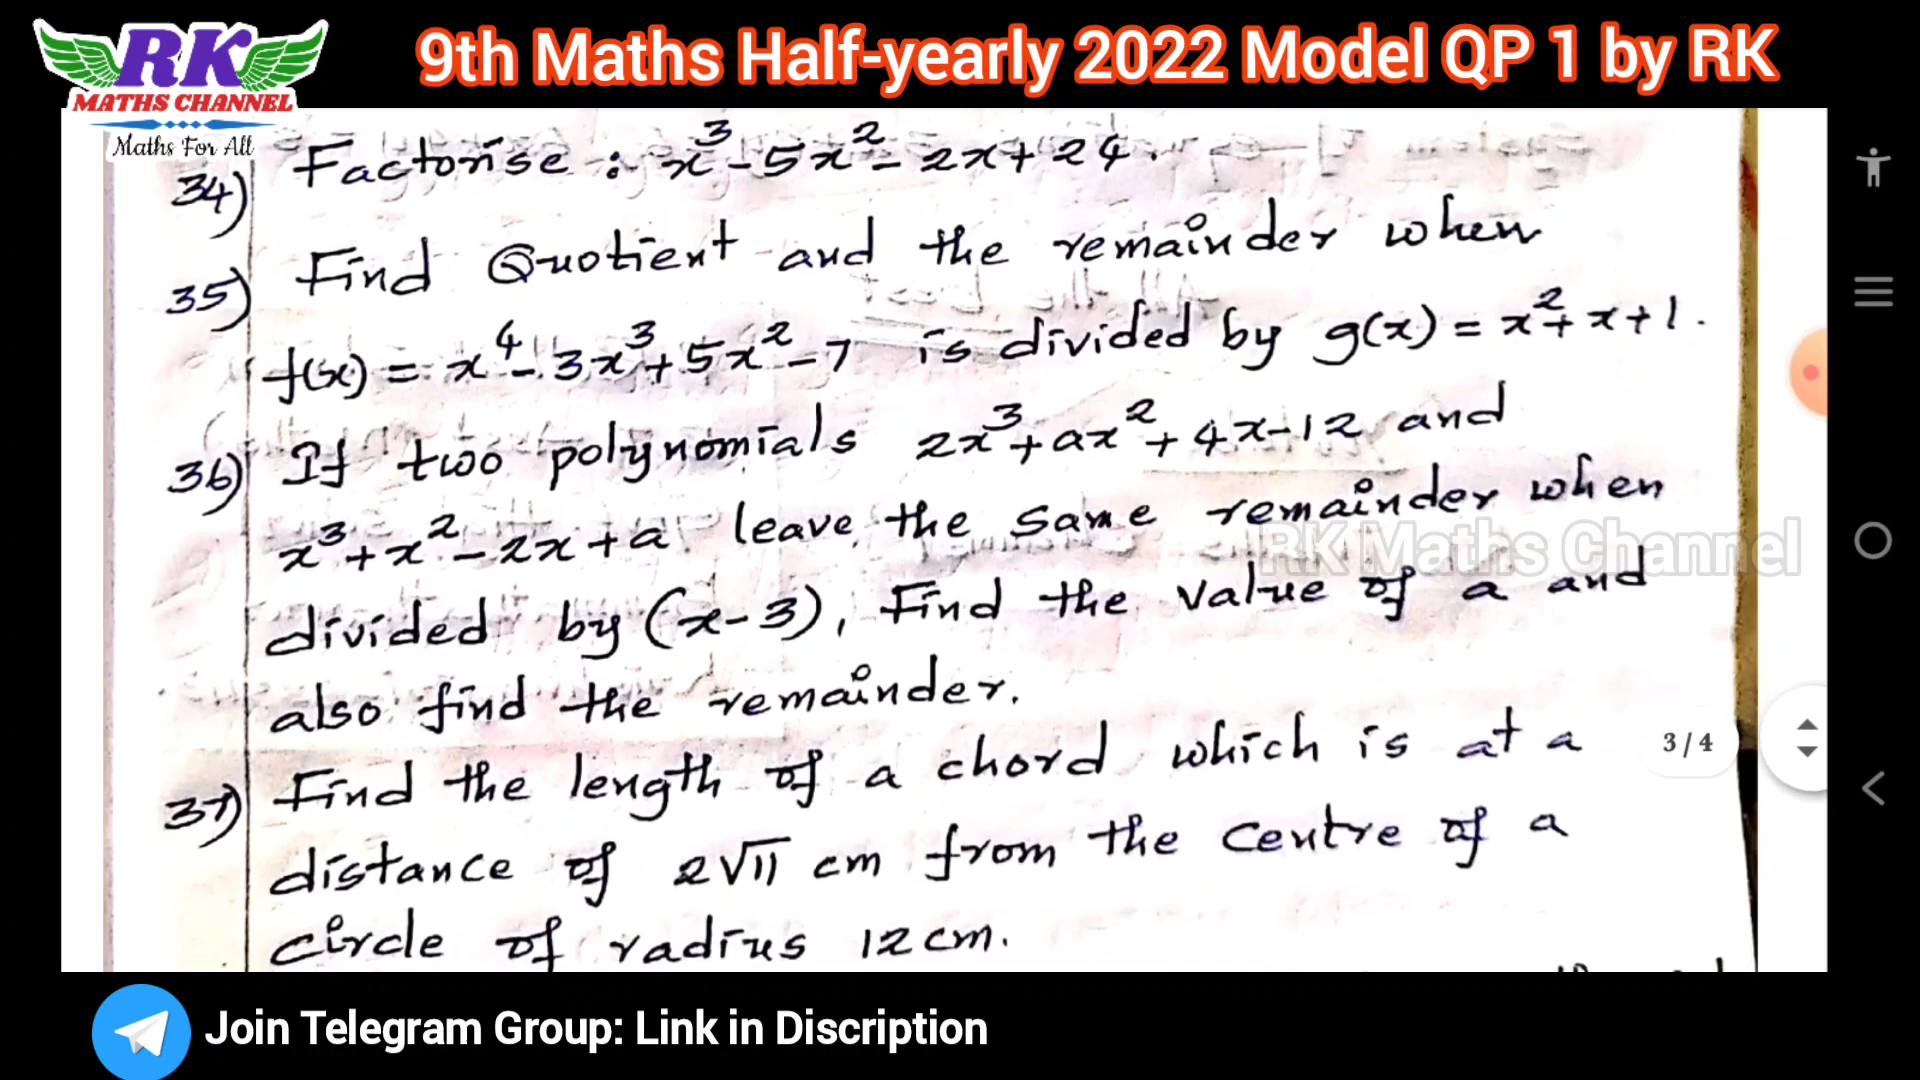 RK
MATHS CHANNEL
Maths For All
9th Maths Half-yearly 2022 Model QP 1 by RK
34) Factorise : x³-5x²-2x+24.
35) Find Quotient and the remainder when
f(x) = x⁴-3x³+5x²-7 is divided by g(x) = x²+x+1.
36) If two polynomials 2x³+ax²+4x-12 and
x³+x²-2x+a leave the same remainder when
RK Maths Channel
divided by (x-3), Find the value of a and
also find the remainder.
3/4
37) Find the length of a chord which is at a
distance of 2√11 cm from the centre of a
circle of radius 12cm.
Join Telegram Group: Link in Discription